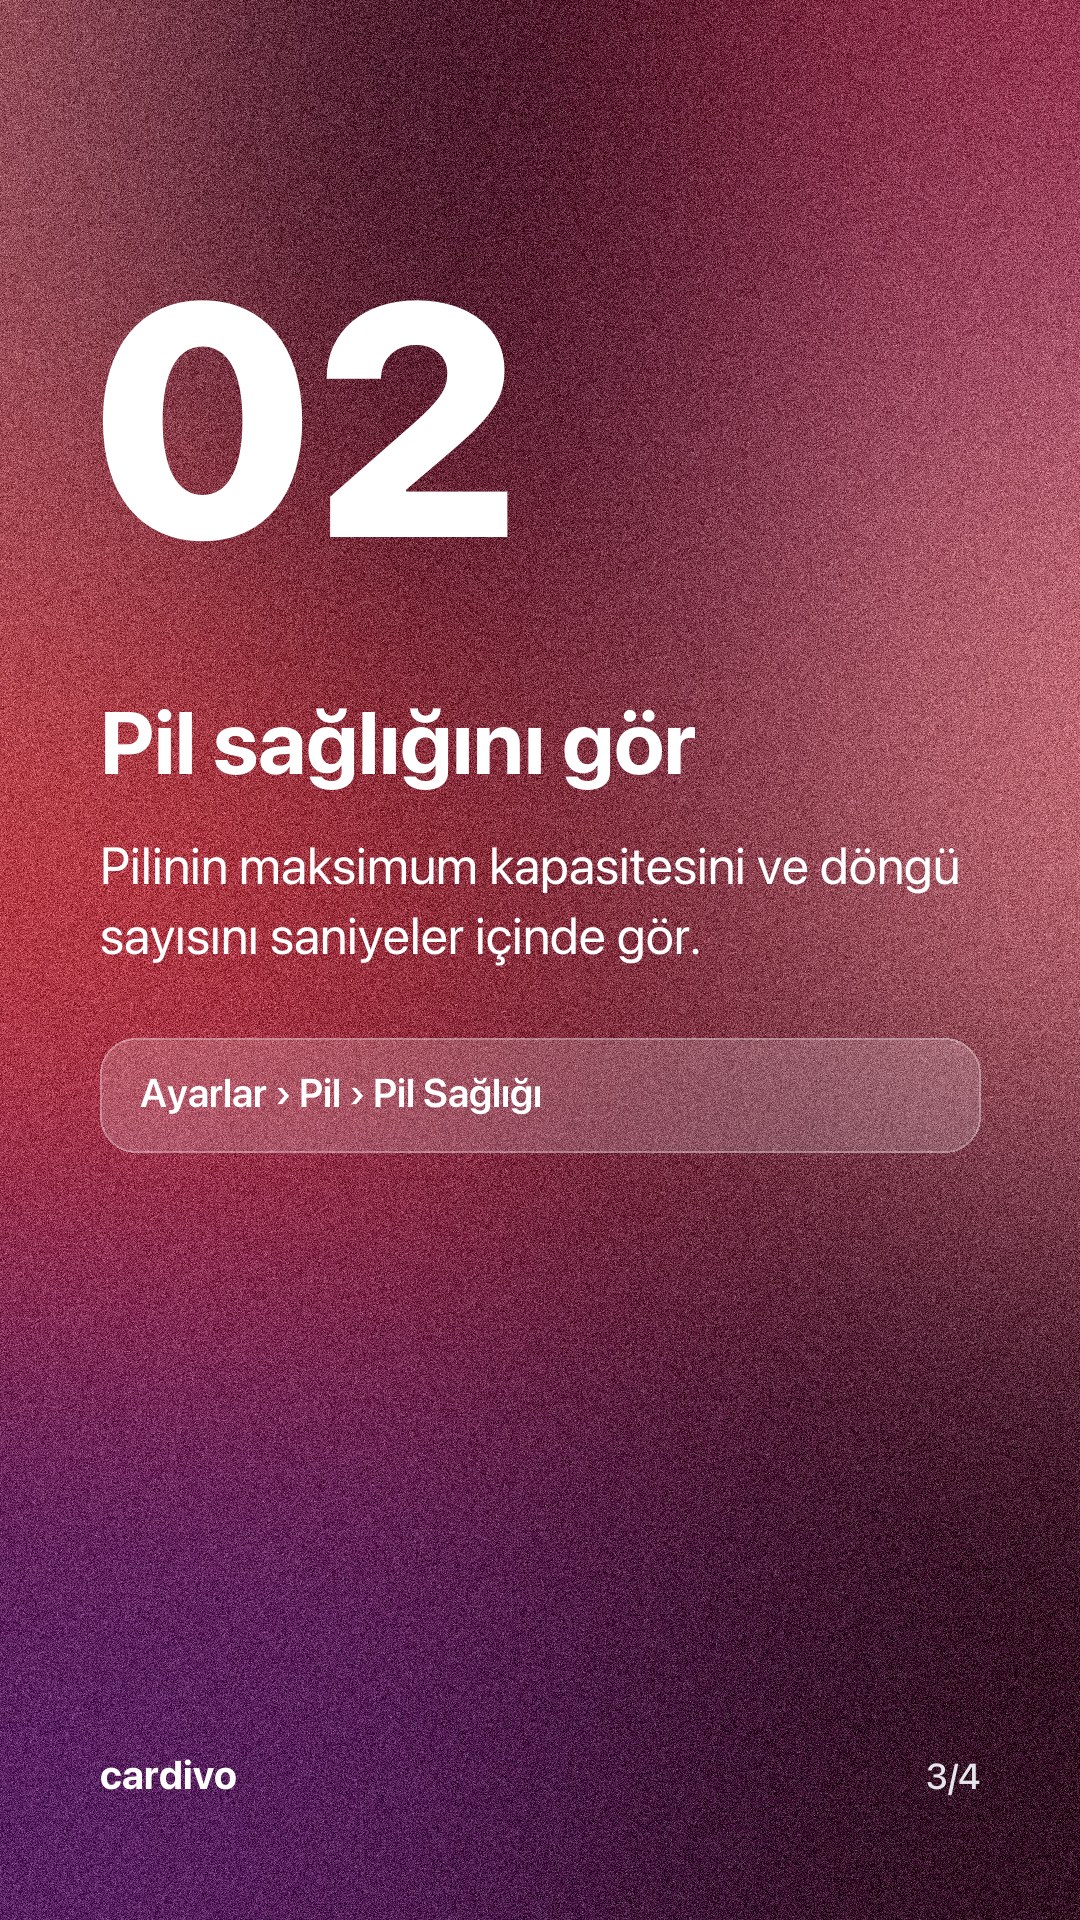 02
Pil sağlığını gör
Pilinin maksimum kapasitesini ve döngü
sayısını saniyeler içinde gör.
Ayarlar › Pil › Pil Sağlığı
cardivo
3/4